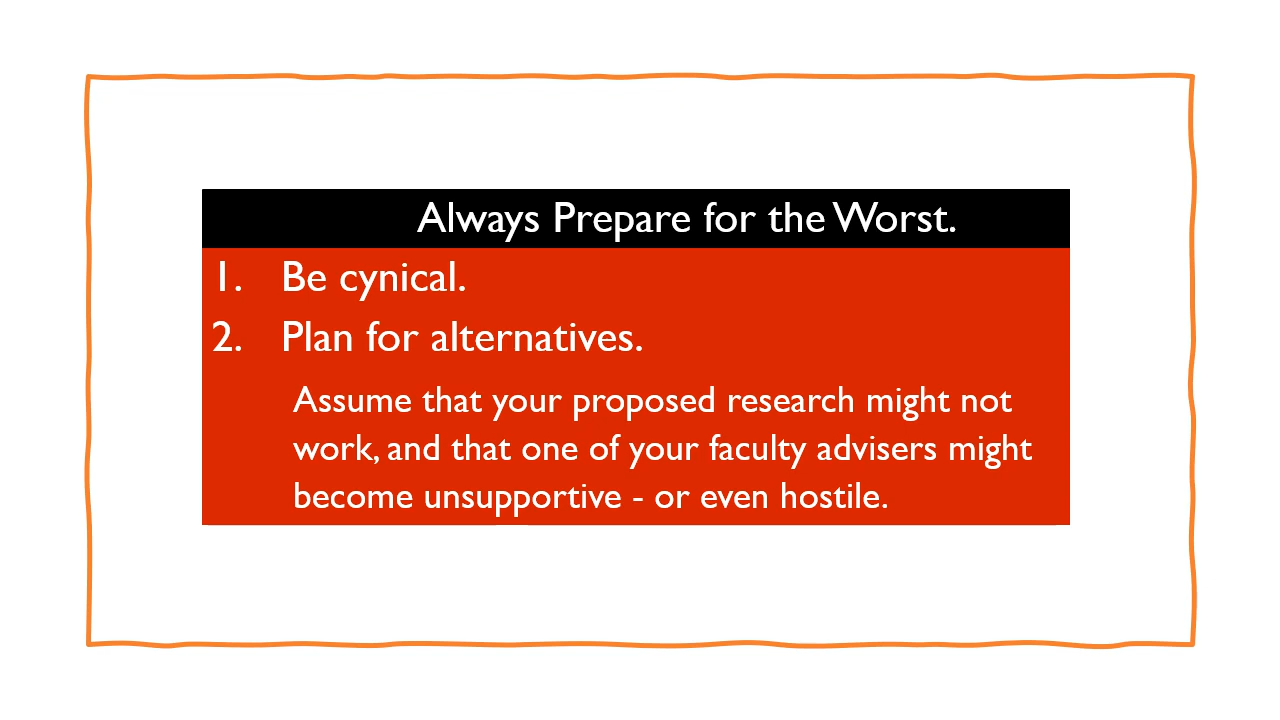 Always Prepare for the Worst.
1. Be cynical.
2. Plan for alternatives.
Assume that your proposed research might not
work, and that one of your faculty advisers might
become unsupportive - or even hostile.